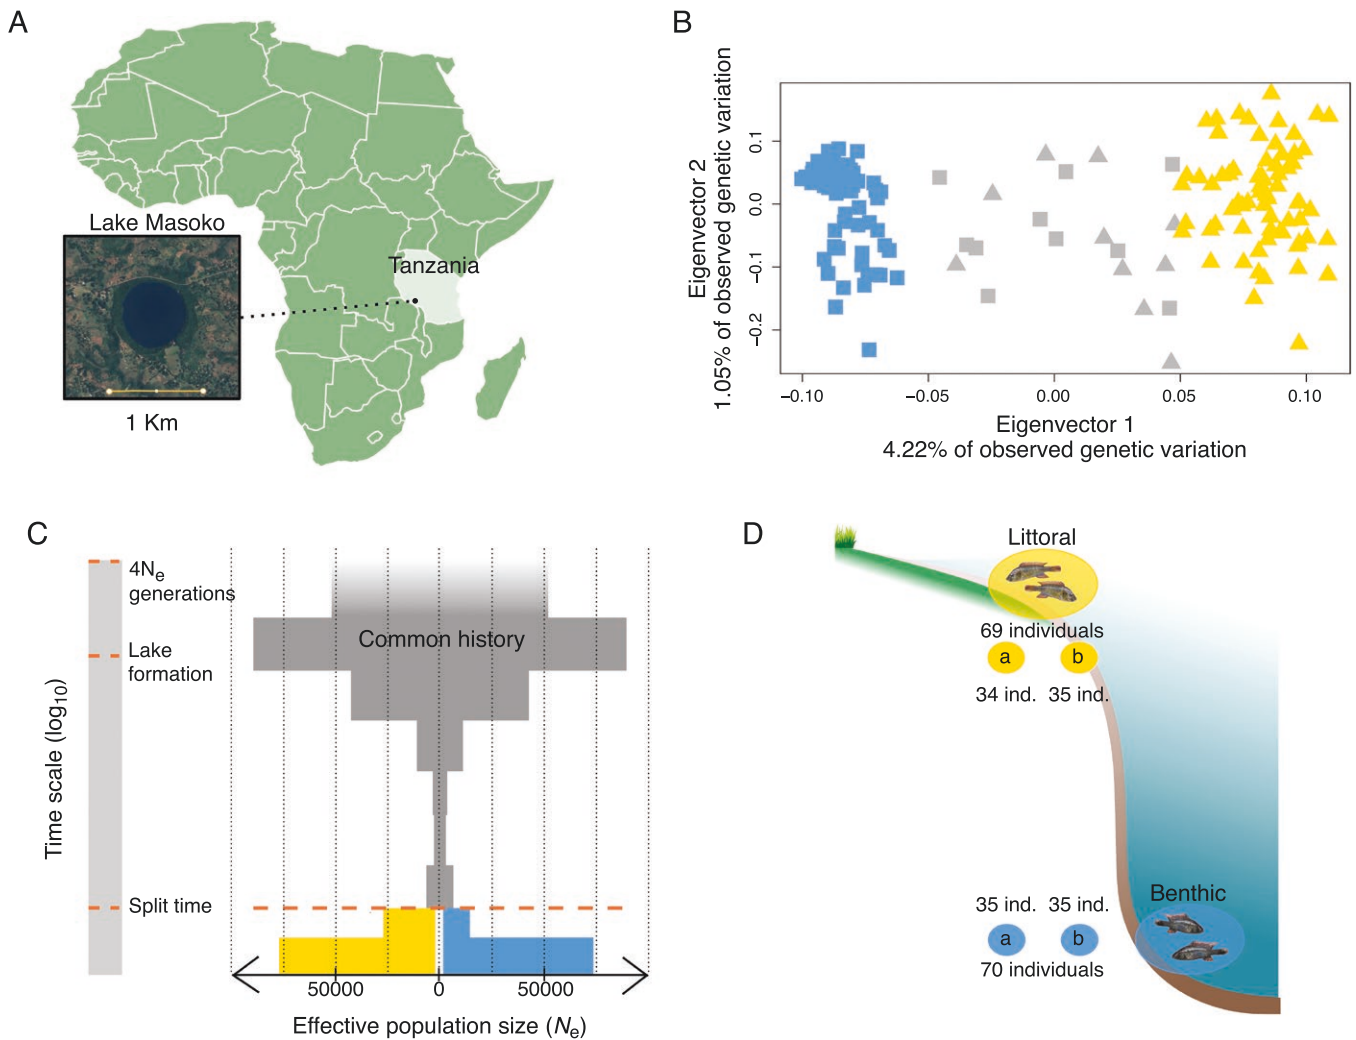 A
Lake Masoko
Tanzania
1 Km
B
Eigenvector 2
1.05% of observed genetic variation
0.1
0.0
−0.1
−0.2
−0.10
−0.05
0.00
0.05
0.10
Eigenvector 1
4.22% of observed genetic variation
C
Time scale (log10)
4Ne
generations
Lake
formation
Split time
Common history
50000
0
50000
Effective population size (Ne)
D
Littoral
69 individuals
a
b
34 ind.
35 ind.
Benthic
35 ind.
35 ind.
a
b
70 individuals